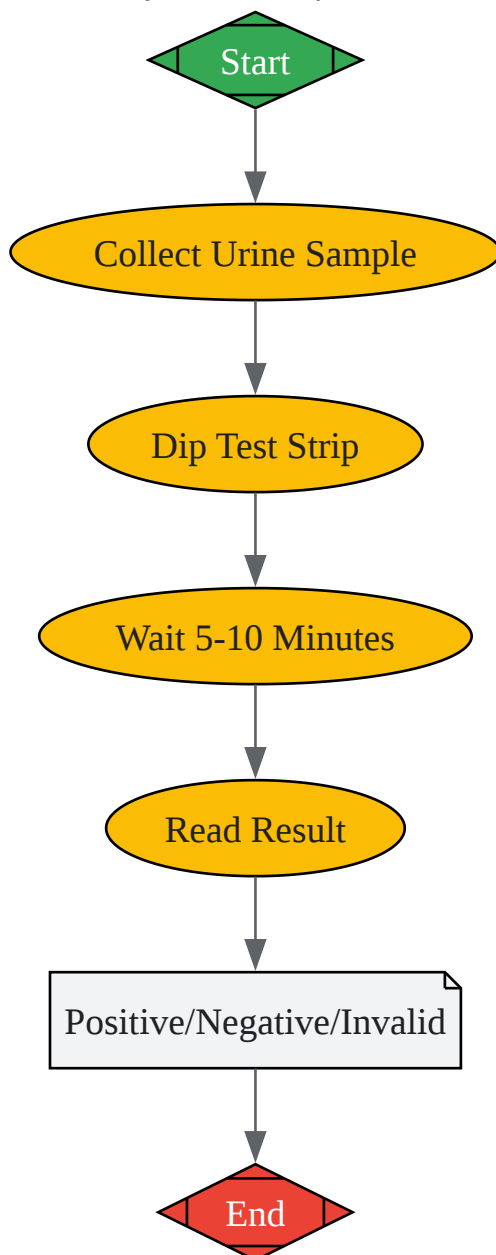 Start
Collect Urine Sample
Dip Test Strip
Wait 5-10 Minutes
Read Result
Positive/Negative/Invalid
End